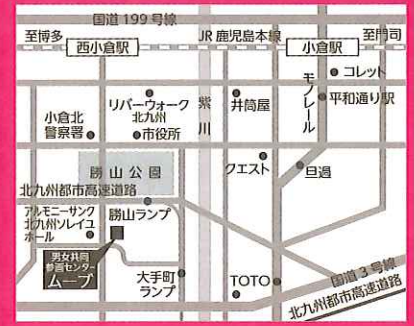 国道 199 号線
至博多
西小倉駅
JR 鹿児島本線
小倉駅
至門司
コレット
モノレール
平和通り駅
リバーウォーク
北九州
紫川
井筒屋
小倉北
警察署
市役所
勝山公園
クエスト
旦過
北九州都市高速道路
アルモニーサンク
北九州ソレイユ
ホール
勝山ランプ
男女共同
参画センター
ムーブ
大手町
ランプ
TOTO
国道 3 号線
北九州都市高速道路